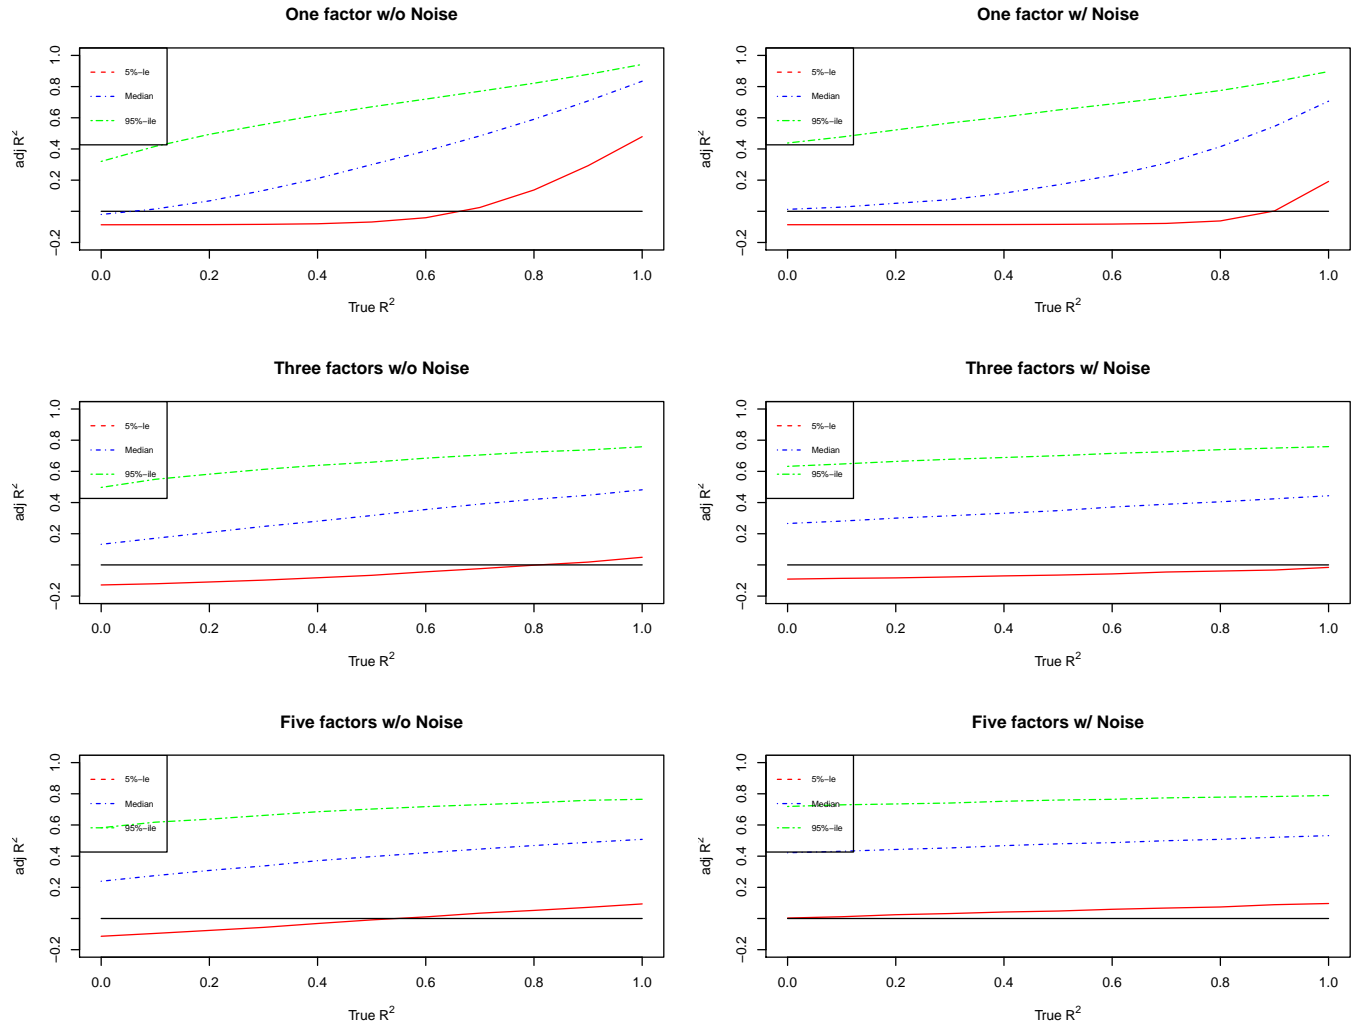 One factor w/o Noise
adj R²
1.0
0.8
0.6
0.4
0.2
−0.2
5%−le
Median
95%−ile
0.0 0.2 0.4 0.6 0.8 1.0
True R²
One factor w/ Noise
adj R²
1.0
0.8
0.6
0.4
0.2
−0.2
5%−le
Median
95%−ile
0.0 0.2 0.4 0.6 0.8 1.0
True R²
Three factors w/o Noise
adj R²
1.0
0.8
0.6
0.4
0.2
−0.2
5%−le
Median
95%−ile
0.0 0.2 0.4 0.6 0.8 1.0
True R²
Three factors w/ Noise
adj R²
1.0
0.8
0.6
0.4
0.2
−0.2
5%−le
Median
95%−ile
0.0 0.2 0.4 0.6 0.8 1.0
True R²
Five factors w/o Noise
adj R²
1.0
0.8
0.6
0.4
0.2
−0.2
5%−le
Median
95%−ile
0.0 0.2 0.4 0.6 0.8 1.0
True R²
Five factors w/ Noise
adj R²
1.0
0.8
0.6
0.4
0.2
−0.2
5%−le
Median
95%−ile
0.0 0.2 0.4 0.6 0.8 1.0
True R²